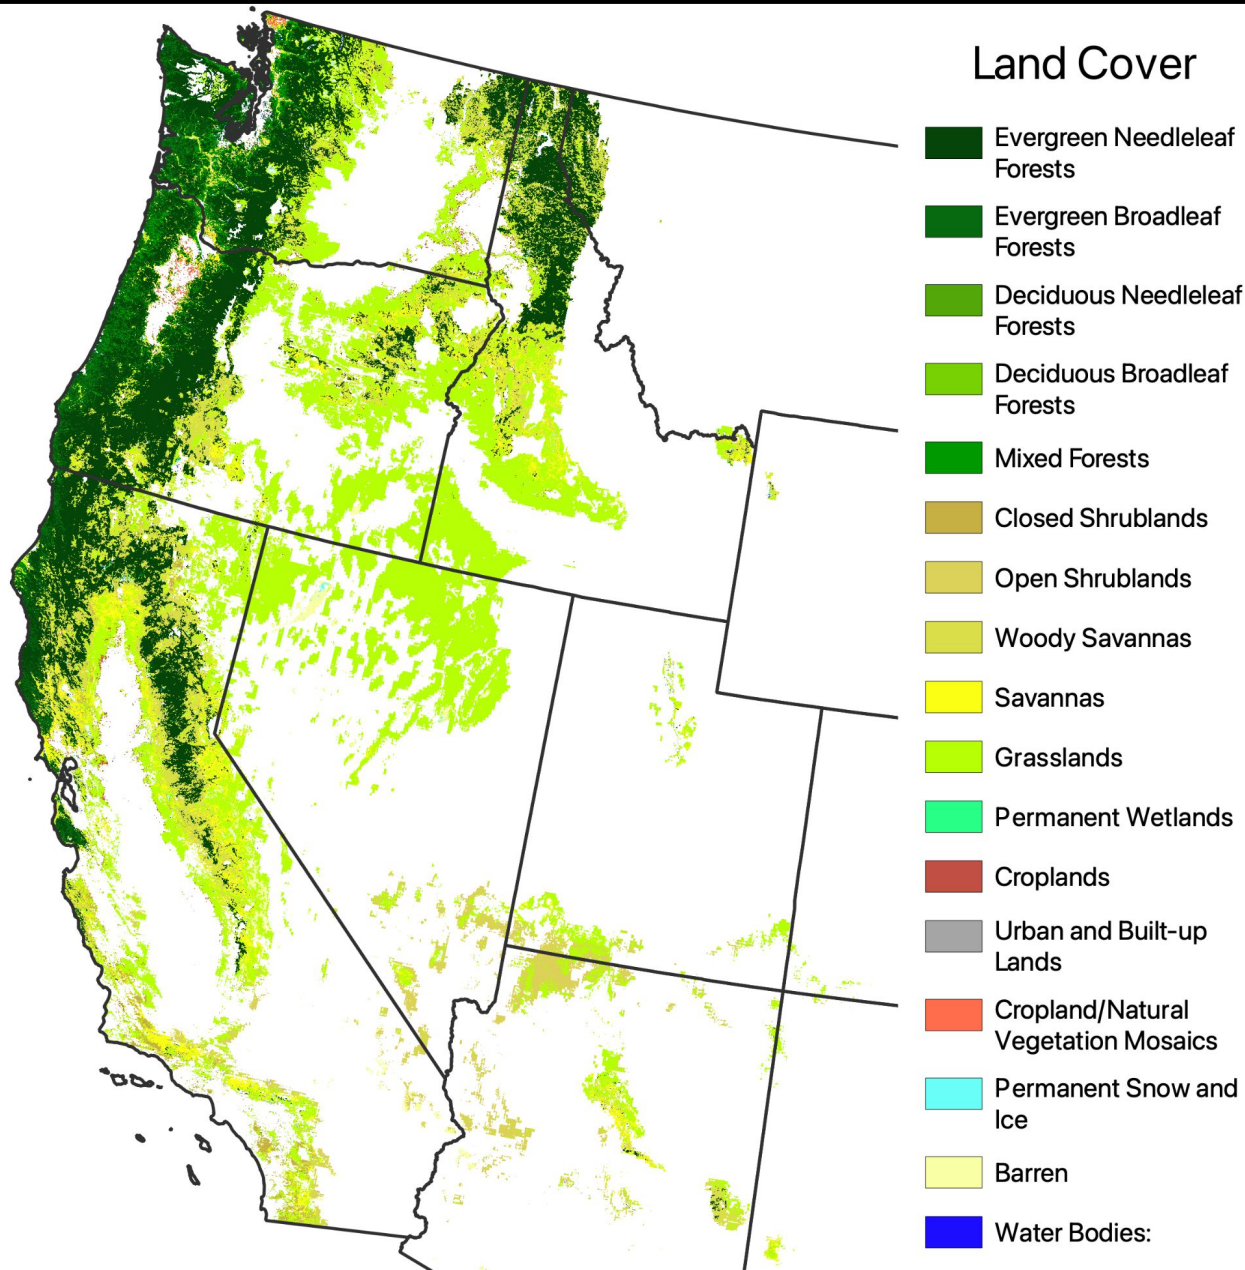 Land Cover
Evergreen Needleleaf
Forests
Evergreen Broadleaf
Forests
Deciduous Needleleaf
Forests
Deciduous Broadleaf
Forests
Mixed Forests
Closed Shrublands
Open Shrublands
Woody Savannas
Savannas
Grasslands
Permanent Wetlands
Croplands
Urban and Built-up
Lands
Cropland/Natural
Vegetation Mosaics
Permanent Snow and
Ice
Barren
Water Bodies: